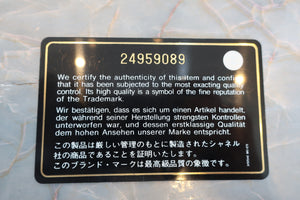 24959089
We certify the authenticity of this item and confirm
that it has been subjected to the most exacting quality
control. Its high quality is a symbol of the fine reputation
of the Trademark.
Wir bestätigen, dass es sich um einen Artikel handelt,
der während seiner Herstellung strengsten Kontrollen
unterworfen war, und dessen erstklassige Qualität
dem hohen Ansehen unserer Marke entspricht.
この製品は厳しい管理のもとに製造されたシャネル
社の商品であることを証明いたします。
このブランド・マークは最高級品質の象徴です。